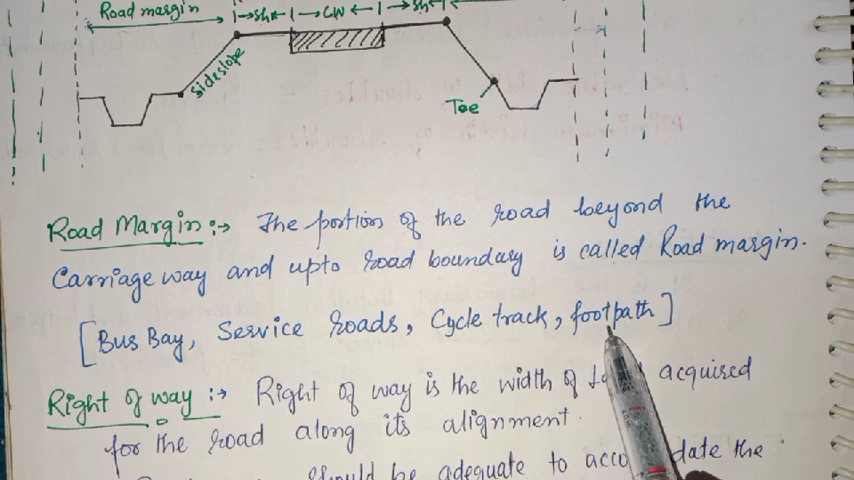 Road margin |→Sh←| →CW← | →Sh←|
sideslope
Toe
Road Margin :→ The portion of the road beyond the
Carriage way and upto road boundary is called Road margin.
[Bus Bay, Service roads, Cycle track, footpath]
Right of way :→ Right of way is the width of acquired
for the road along its alignment.
should be adequate to the